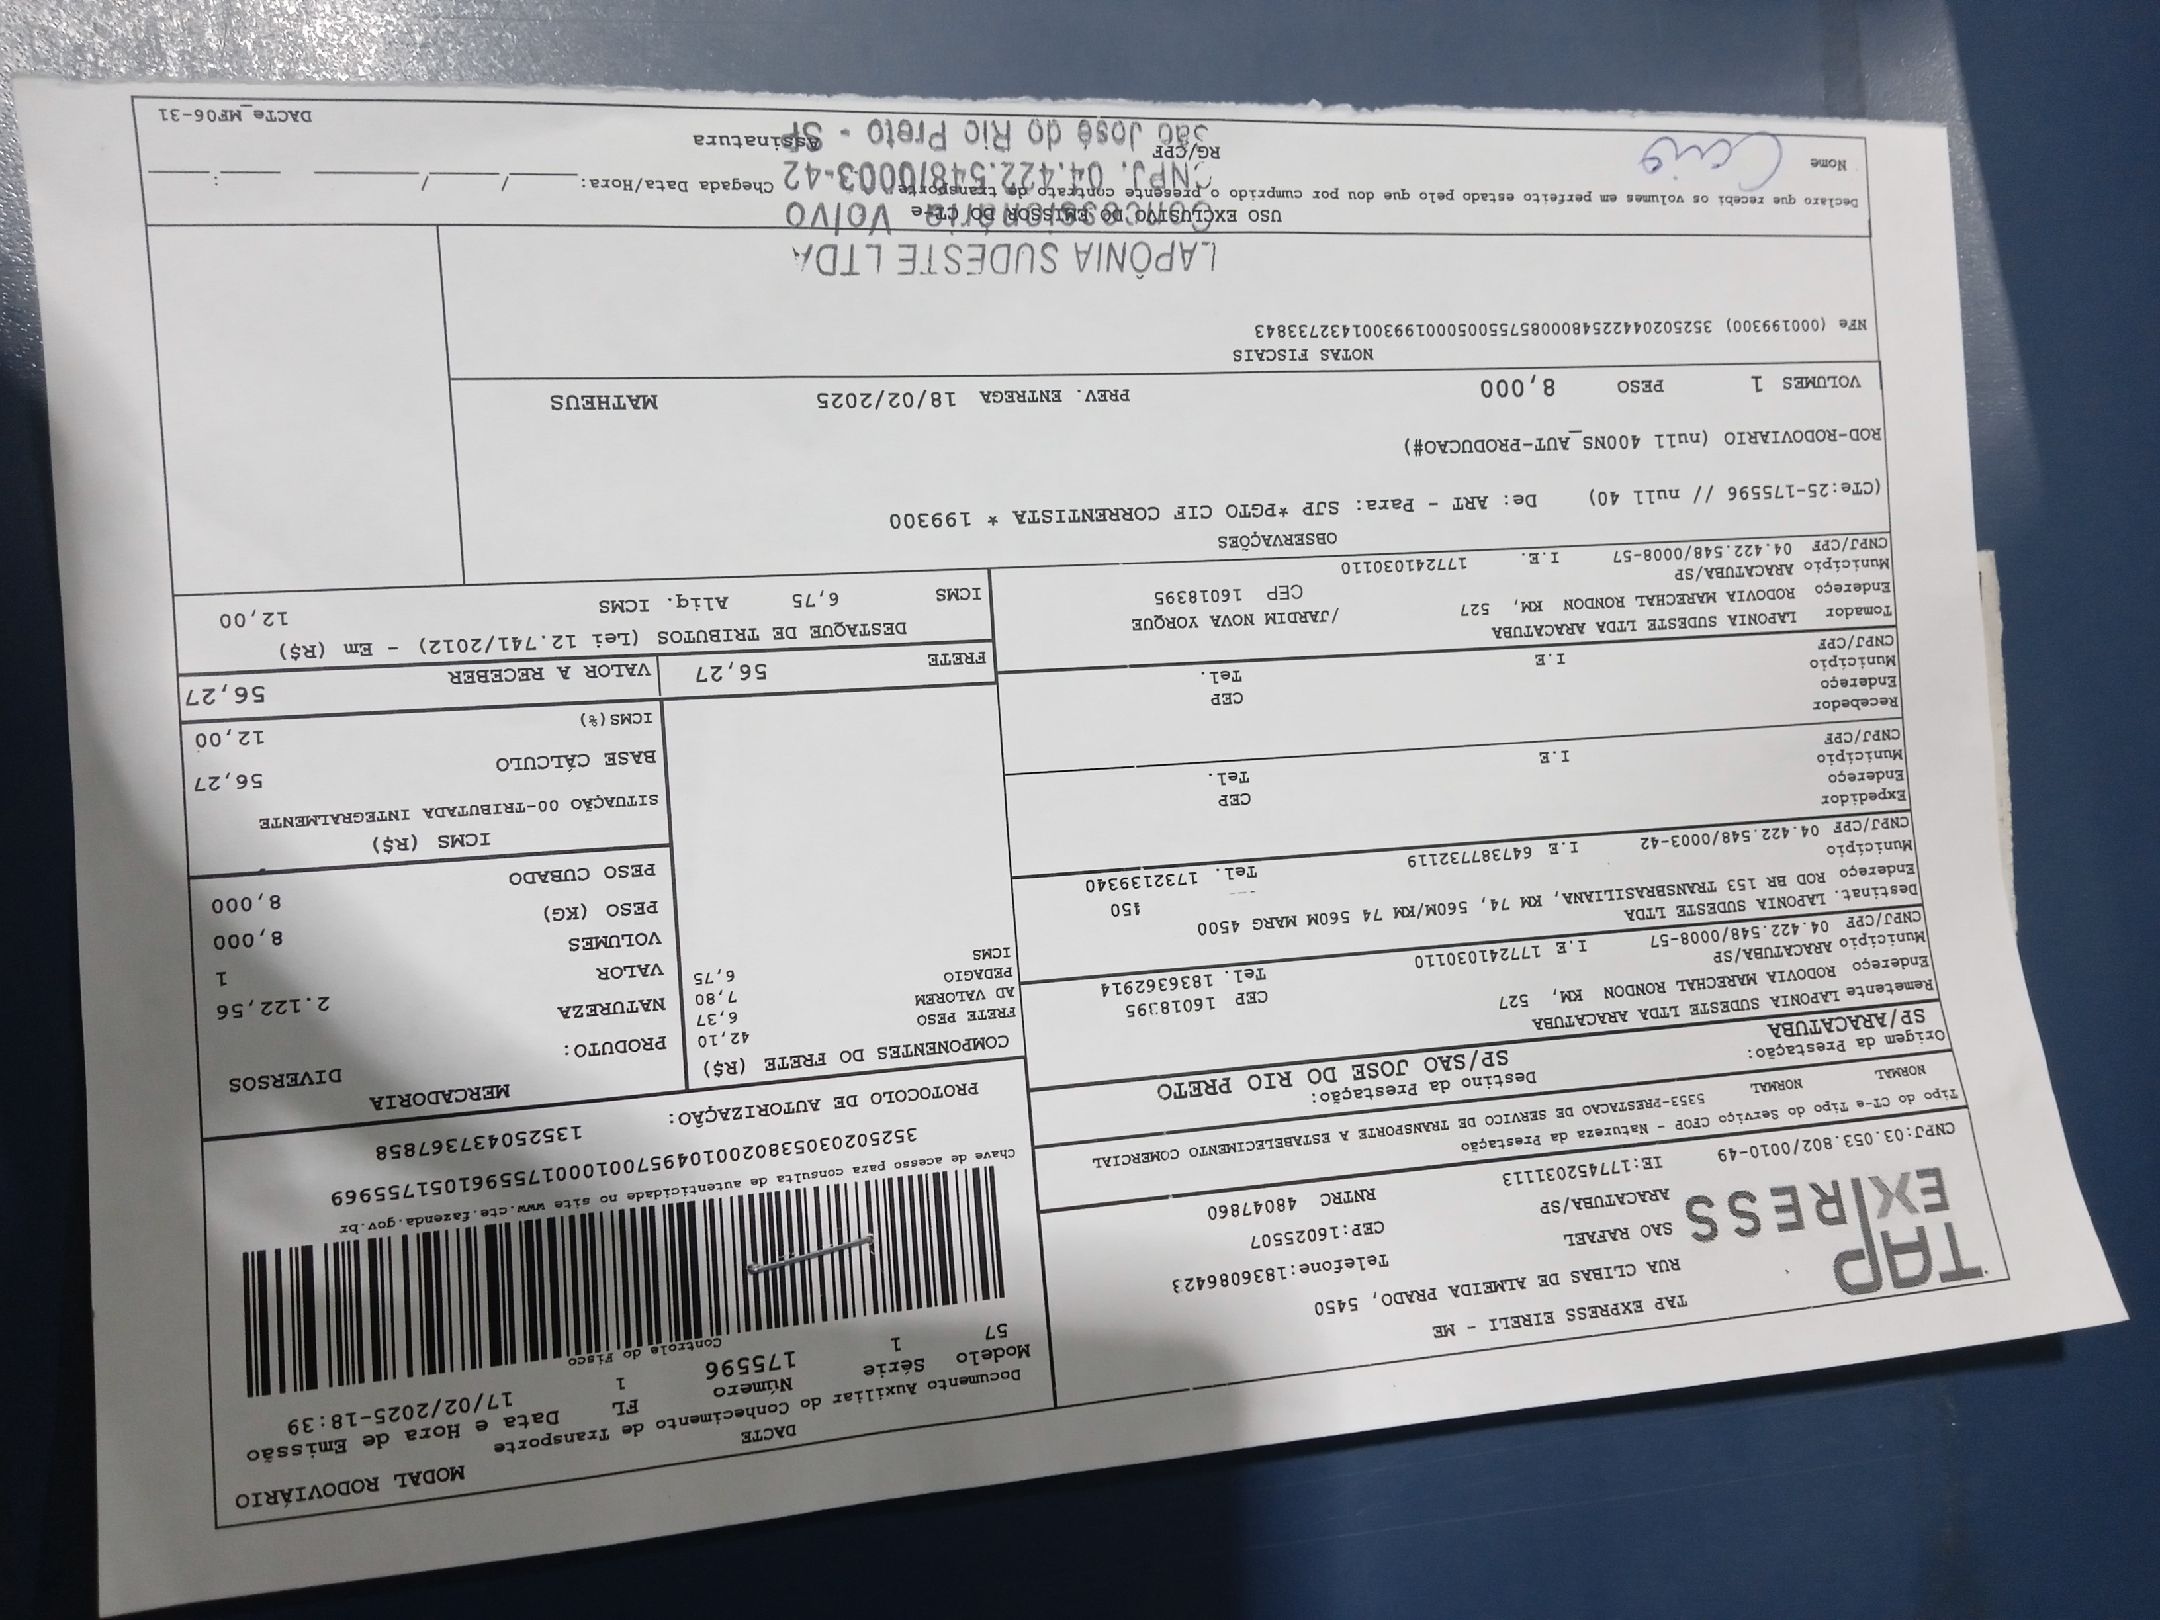 TAP
EXPRESS
TAP EXPRESS EIRELI - ME
RUA CLIBAS DE ALMEIDA PRADO, 5450
SAO RAFAEL
Telefone:1836086423
ARACATUBA/SP
CEP:16025507
CNPJ:03.053.802/0010-49
IE:177452031113
RNTRC 48047860
Tipo do CT-e Tipo do Serviço CFOP - Natureza da Prestação
NORMAL NORMAL 5353-PRESTACAO DE SERVICO DE TRANSPORTE A ESTABELECIMENTO COMERCIAL
Origem da Prestação:
SP/ARACATUBA
Destino da Prestação:
SP/SAO JOSE DO RIO PRETO
DACTE
MODAL RODOVIÁRIO
Documento Auxiliar do Conhecimento de Transporte
Modelo Série Número FL Data e Hora de Emissão
57 1 175596 1 17/02/2025-18:39
Controle do Fisco
chave de acesso para consulta de autenticidade no site www.cte.fazenda.gov.br
35250203053802001049570010001755961051755969
PROTOCOLO DE AUTORIZAÇÃO: 135250437367858
Remetente LAPONIA SUDESTE LTDA ARACATUBA
Endereço RODOVIA MARECHAL RONDON KM, 527
CEP 16018395
Município ARACATUBA/SP
Tel. 1836362914
CNPJ/CPF 04.422.548/0008-57 I.E 177241030110
Destinat. LAPONIA SUDESTE LTDA
Endereço ROD BR 153 TRANSBRASILIANA, KM 74, 560M/KM 74 560M MARG 4500
Município
CNPJ/CPF 04.422.548/0003-42 I.E 647387732119 Tel. 1732139340
Expedidor
Endereço CEP
Município Tel.
CNPJ/CPF I.E
Recebedor
Endereço CEP
Município Tel.
CNPJ/CPF I.E
Tomador LAPONIA SUDESTE LTDA ARACATUBA
Endereço RODOVIA MARECHAL RONDON KM, 527 /JARDIM NOVA YORQUE
Município ARACATUBA/SP CEP 16018395
CNPJ/CPF 04.422.548/0008-57 I.E. 177241030110
COMPONENTES DO FRETE (R$)
42,10
FRETE PESO 6,37
AD VALOREM 7,80
PEDAGIO 6,75
ICMS
MERCADORIA
PRODUTO: DIVERSOS
NATUREZA
VALOR 2.122,56
VOLUMES 1
PESO (KG) 8,000
PESO CUBADO 8,000
ICMS (R$)
SITUAÇÃO 00-TRIBUTADA INTEGRALMENTE
BASE CÁLCULO 56,27
ICMS(%) 12,00
FRETE 56,27 VALOR A RECEBER 56,27
DESTAQUE DE TRIBUTOS (Lei 12.741/2012) - Em (R$)
ICMS 6,75 Aliq. ICMS 12,00
OBSERVAÇÕES
(CTe:25-175596 // null 40) De: ART - Para: SJP *PGTO CIF CORRENTISTA * 199300
ROD-RODOVIARIO (null 400NS_AUT-PRODUCAO#)
VOLUMES 1 PESO 8,000 PREV. ENTREGA 18/02/2025 MATHEUS
NOTAS FISCAIS
NFe (000199300) 35250204422548000857550050001993001432733843
LAPÔNIA SUDESTE LTDA
Concessionária Volvo
CNPJ. 04.422.548/0003-42
São José do Rio Preto - SP
USO EXCLUSIVO DO EMISSOR DO CT-e
Declaro que recebi os volumes em perfeito estado pelo que dou por cumprido o presente contrato de transporte
Chegada Data/Hora: / / :
Nome Caio
RG/CPF
Assinatura
DACTe_MF06-31